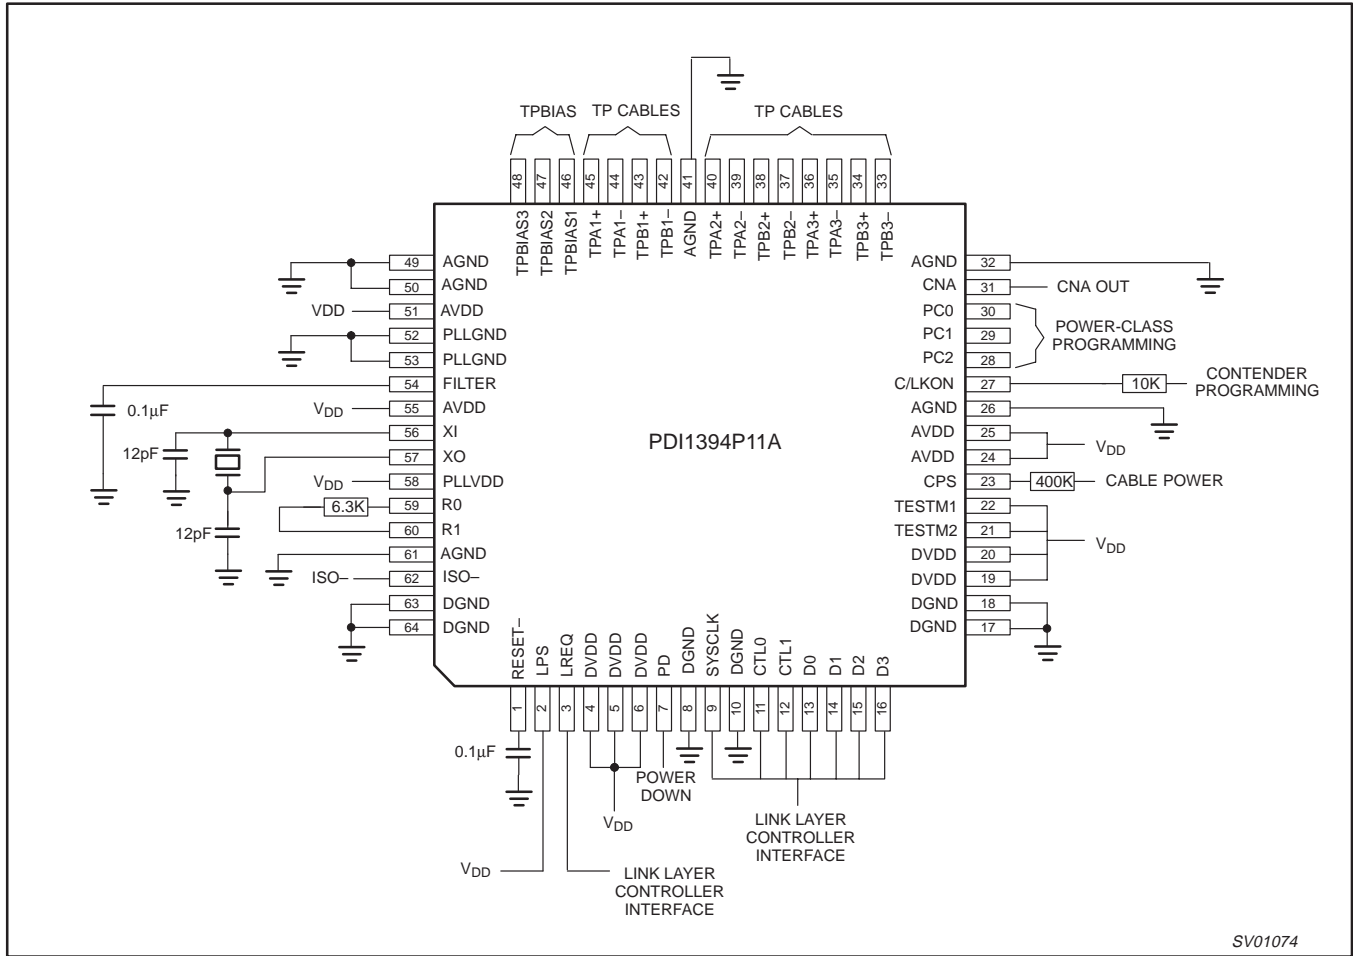 TPBIAS TP CABLES TP CABLES
48 47 46 45 44 43 42 41 40 39 38 37 36 35 34 33
TPBIAS3 TPBIAS2 TPBIAS1 TPA1+ TPA1– TPB1+ TPB1– AGND TPA2+ TPA2– TPB2+ TPB2– TPA3+ TPA3– TPB3+ TPB3–
49 AGND
50 AGND
VDD 51 AVDD
52 PLLGND
53 PLLGND
54 FILTER
0.1µF
VDD 55 AVDD
56 XI
12pF
57 XO
VDD 58 PLLVDD
6.3K 59 R0
60 R1
12pF
61 AGND
ISO– 62 ISO–
63 DGND
64 DGND
PDI1394P11A
AGND 32
CNA 31 CNA OUT
PC0 30
PC1 29
PC2 28
POWER-CLASS
PROGRAMMING
C/LKON 27 10K
CONTENDER
PROGRAMMING
AGND 26
AVDD 25
AVDD 24
VDD
CPS 23 400K CABLE POWER
TESTM1 22
TESTM2 21
DVDD 20
DVDD 19
VDD
DGND 18
DGND 17
RESET– LPS LREQ DVDD DVDD DVDD PD DGND SYSCLK DGND CTL0 CTL1 D0 D1 D2 D3
1 2 3 4 5 6 7 8 9 10 11 12 13 14 15 16
0.1µF
POWER
DOWN
VDD
LINK LAYER
CONTROLLER
INTERFACE
VDD
LINK LAYER
CONTROLLER
INTERFACE
SV01074